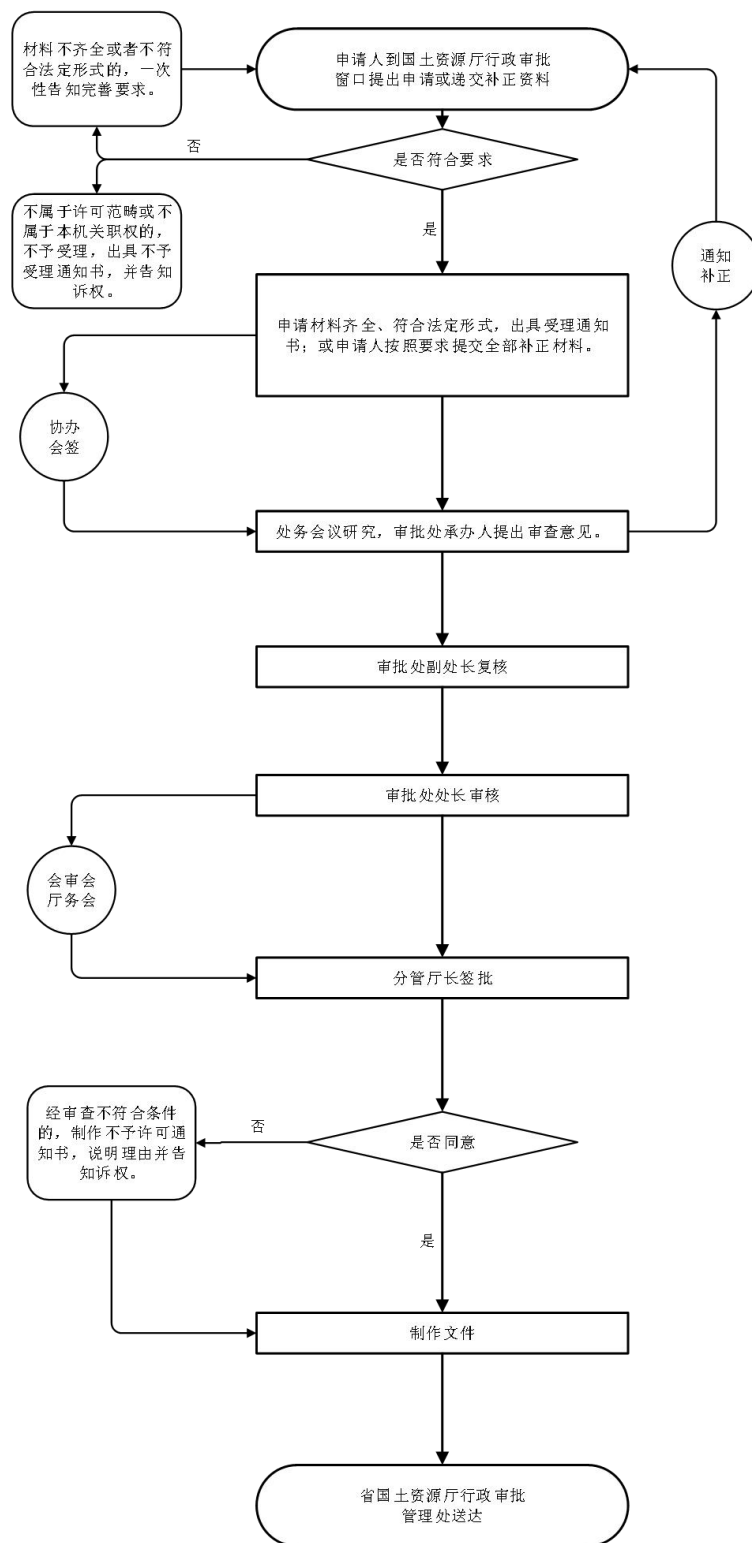 材料不齐全或者不符
合法定形式的，一次
性告知完善要求。
申请人到国土资源厅行政审批
窗口提出申请或递交补正资料
否
是否符合要求
不属于许可范畴或不
属于本机关职权的，
不予受理，出具不予
受理通知书，并告知
诉权。
是
通知
补正
申请材料齐全、符合法定形式，出具受理通知
书；或申请人按照要求提交全部补正材料。
协办
会签
处务会议研究，审批处承办人提出审查意见。
审批处副处长复核
审批处处长审核
会审会
厅务会
分管厅长签批
经审查不符合条件
的，制作不予许可通
知书，说明理由并告
知诉权。
否
是否同意
是
制作文件
省国土资源厅行政审批
管理处送达